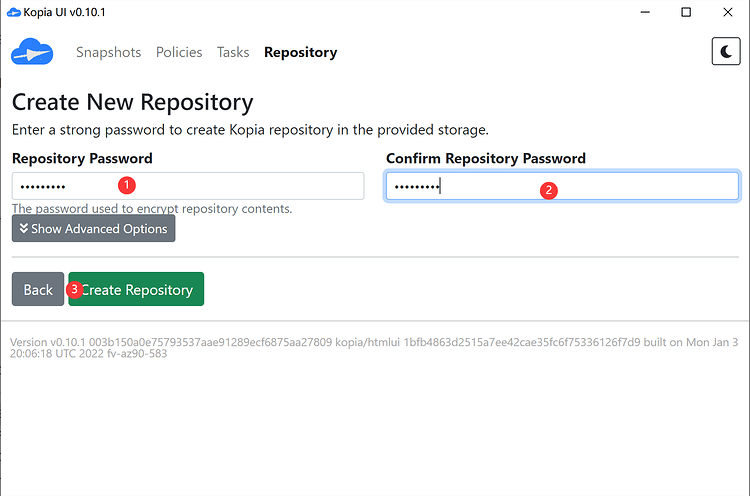 Kopia UI v0.10.1
Snapshots Policies Tasks Repository
Create New Repository
Enter a strong password to create Kopia repository in the provided storage.
Repository Password Confirm Repository Password
••••••••• 1 ••••••••• 2
The password used to encrypt repository contents.
Show Advanced Options
Back 3 Create Repository
Version v0.10.1 003b150a0e75793537aae91289ecf6875aa27809 kopia/htmlui 1bfb4863d2515a7ee42cae35fc6f75336126f7d9 built on Mon Jan 3
20:06:18 UTC 2022 fv-az90-583